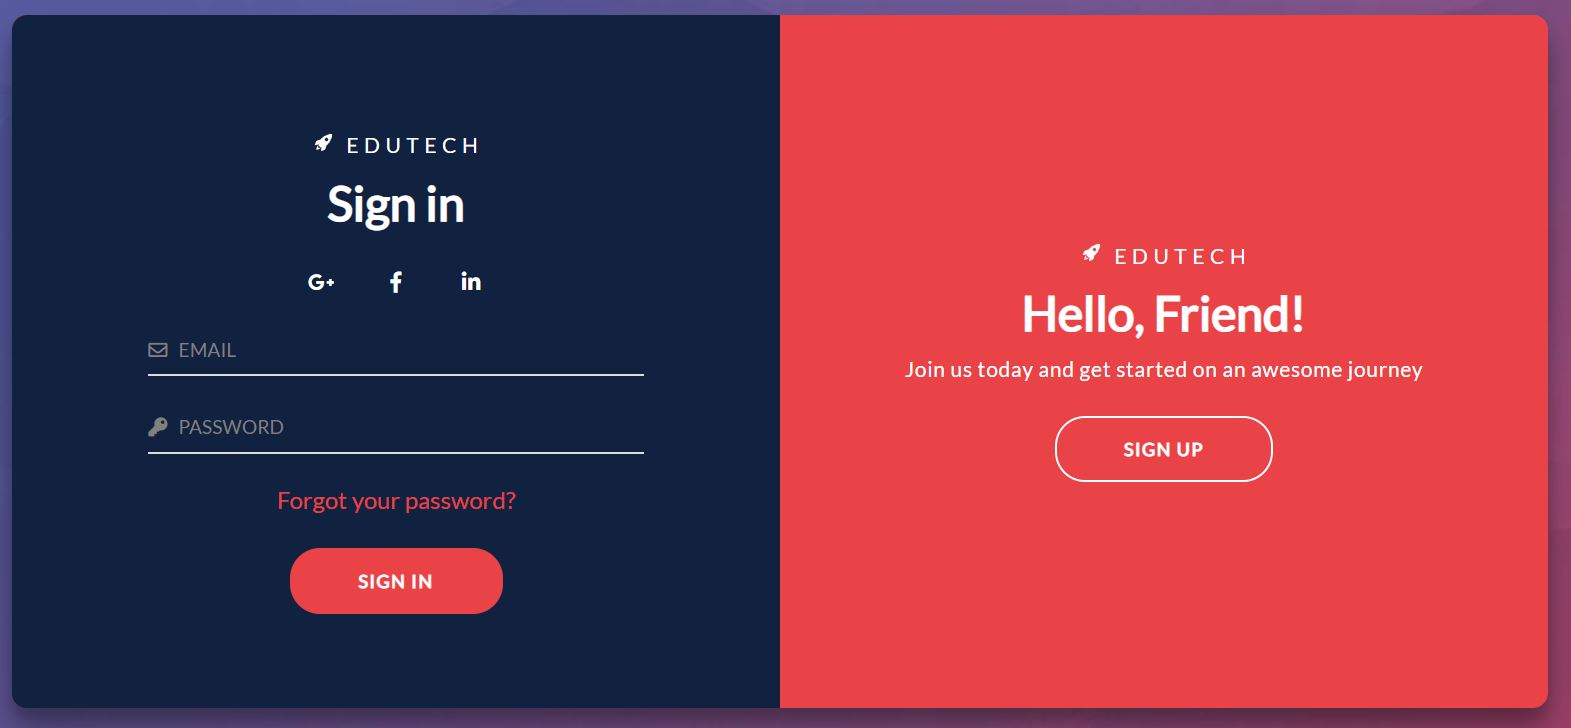 EDUTECH
Sign in
G+ f in
EMAIL
PASSWORD
Forgot your password?
SIGN IN
EDUTECH
Hello, Friend!
Join us today and get started on an awesome journey
SIGN UP